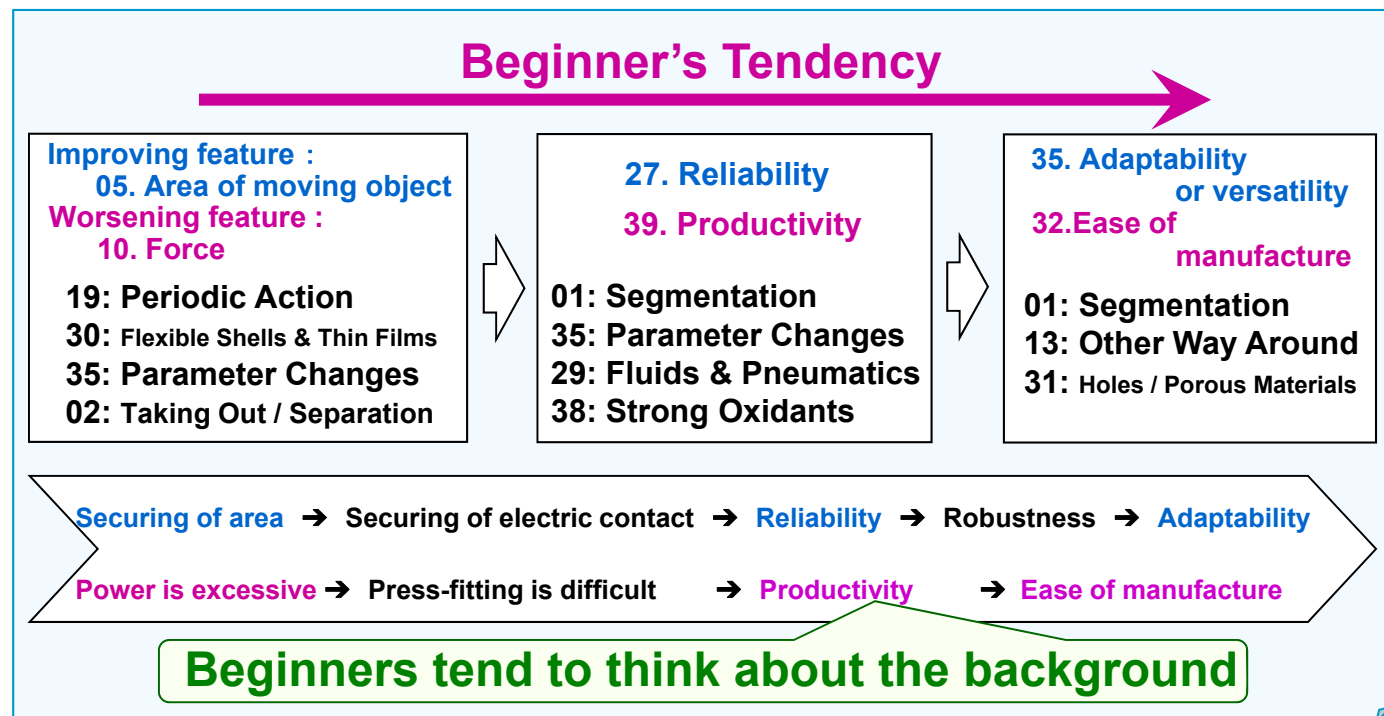 Beginner's Tendency
Improving feature :
05. Area of moving object
Worsening feature :
10. Force
19: Periodic Action
30: Flexible Shells & Thin Films
35: Parameter Changes
02: Taking Out / Separation
27. Reliability
39. Productivity
01: Segmentation
35: Parameter Changes
29: Fluids & Pneumatics
38: Strong Oxidants
35. Adaptability
or versatility
32.Ease of
manufacture
01: Segmentation
13: Other Way Around
31: Holes / Porous Materials
Securing of area ➔ Securing of electric contact ➔ Reliability ➔ Robustness ➔ Adaptability
Power is excessive ➔ Press-fitting is difficult ➔ Productivity ➔ Ease of manufacture
Beginners tend to think about the background